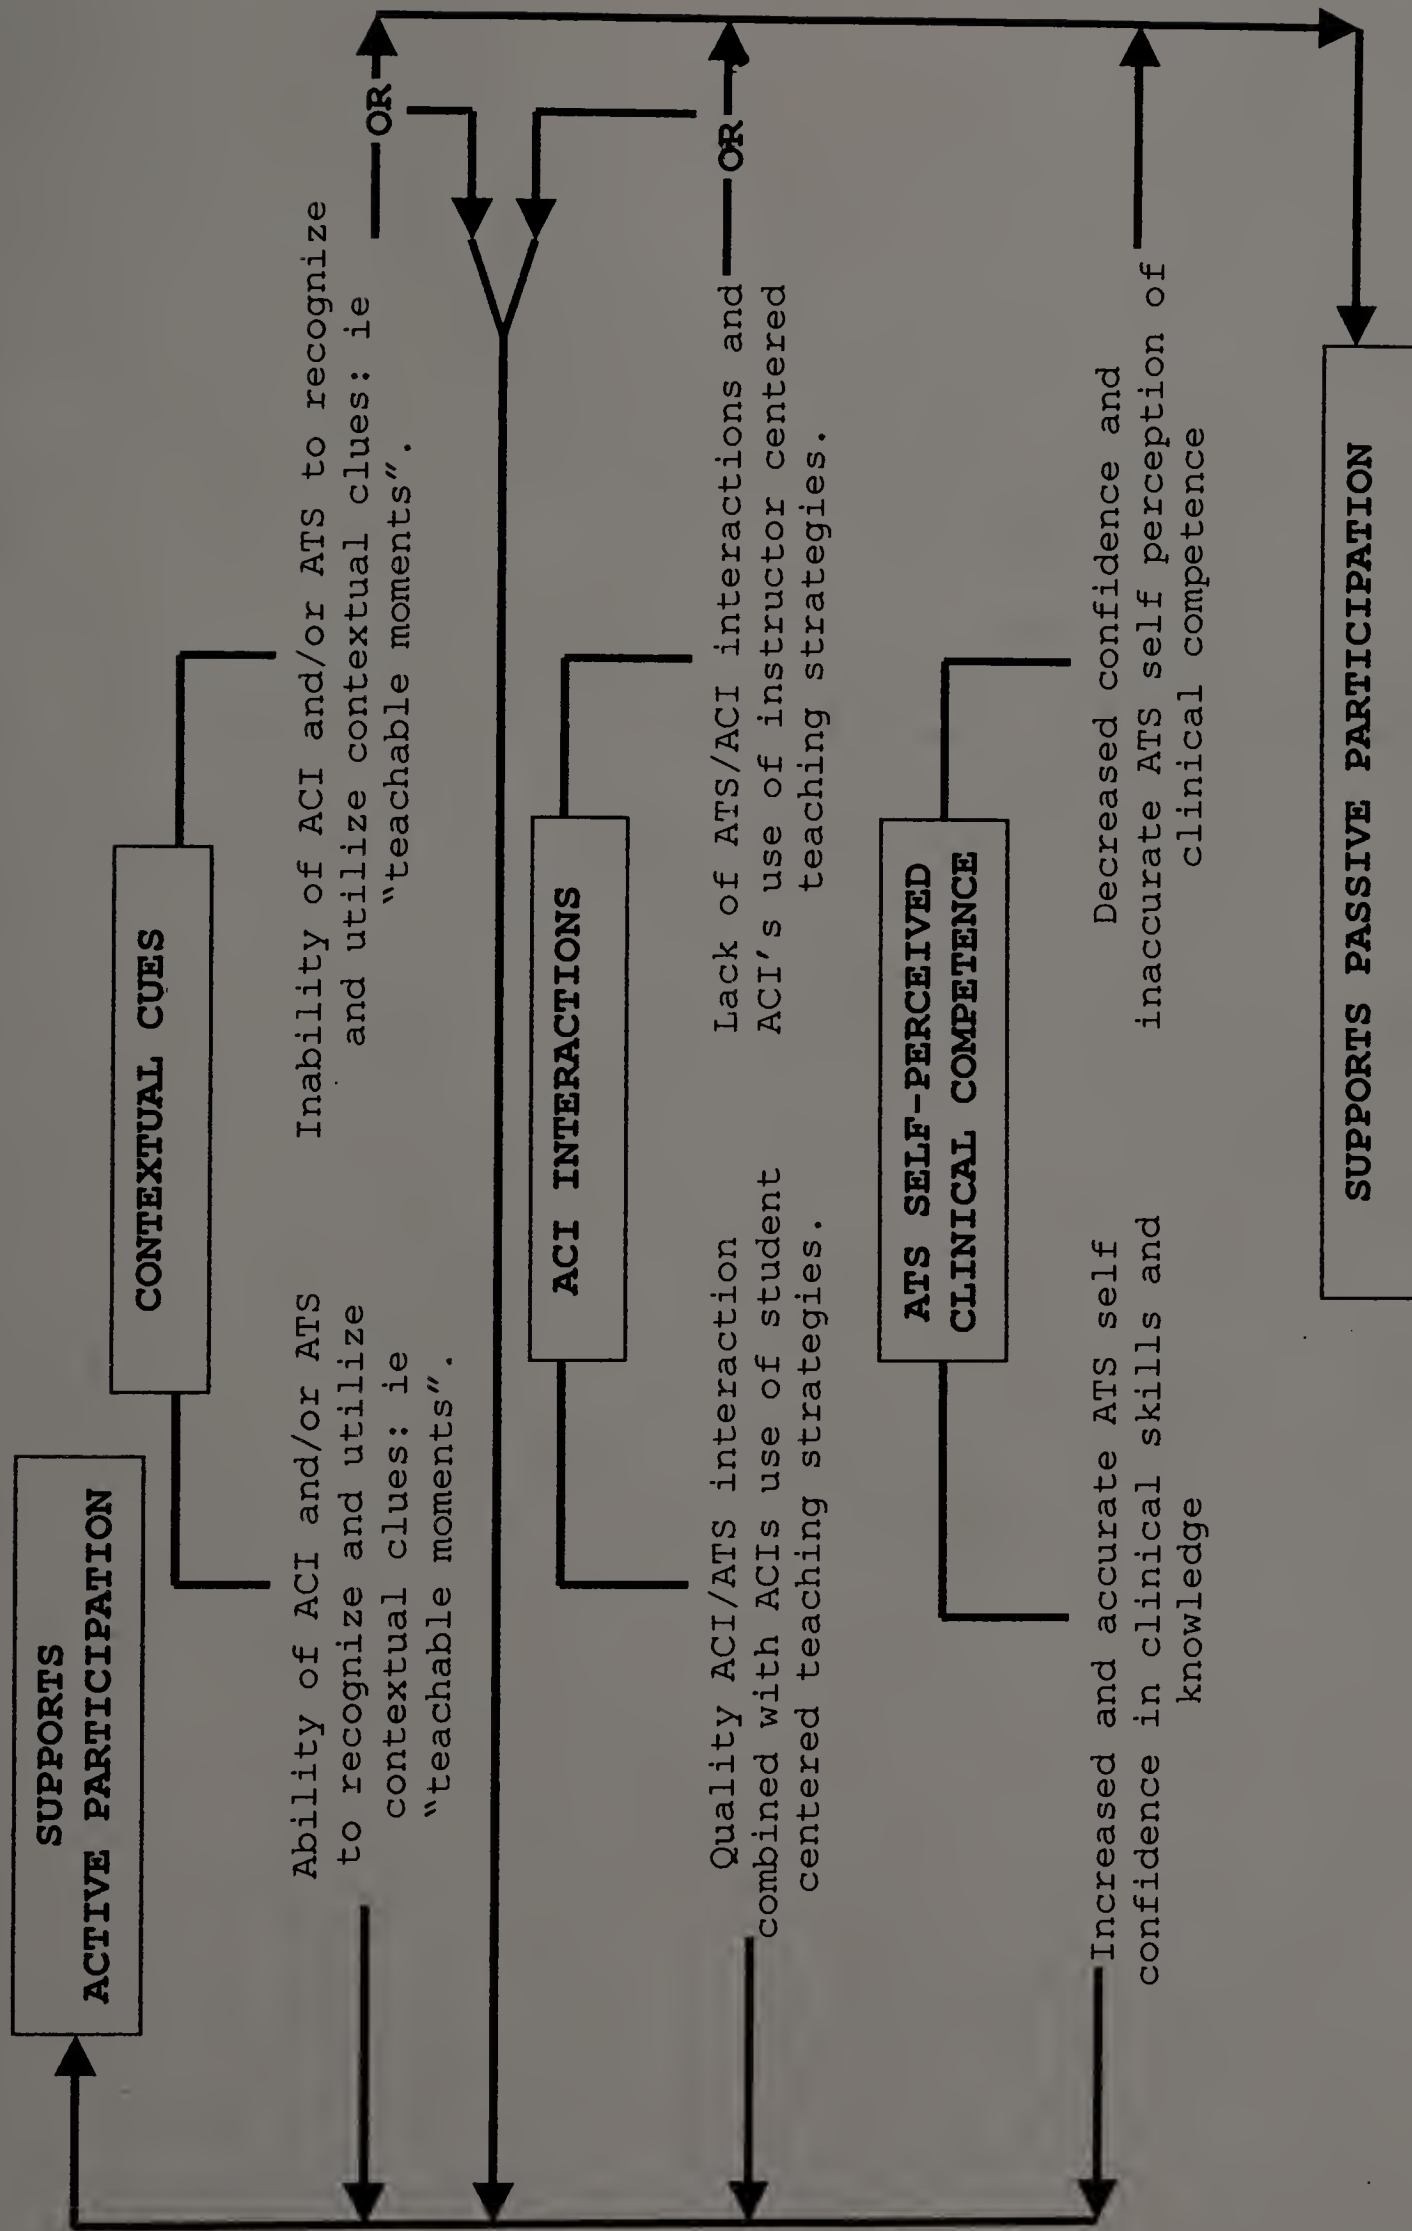 SUPPORTS
ACTIVE PARTICIPATION
CONTEXTUAL CUES
Ability of ACI and/or ATS
to recognize and utilize
contextual clues: ie
“teachable moments”.
Inability of ACI and/or ATS to recognize
and utilize contextual clues: ie
“teachable moments”.
OR
ACI INTERACTIONS
Quality ACI/ATS interaction
combined with ACIs use of student
centered teaching strategies.
Lack of ATS/ACI interactions and
ACI's use of instructor centered
teaching strategies.
OR
ATS SELF-PERCEIVED
CLINICAL COMPETENCE
Increased and accurate ATS self
confidence in clinical skills and
knowledge
Decreased confidence and
inaccurate ATS self perception of
clinical competence
SUPPORTS PASSIVE PARTICIPATION